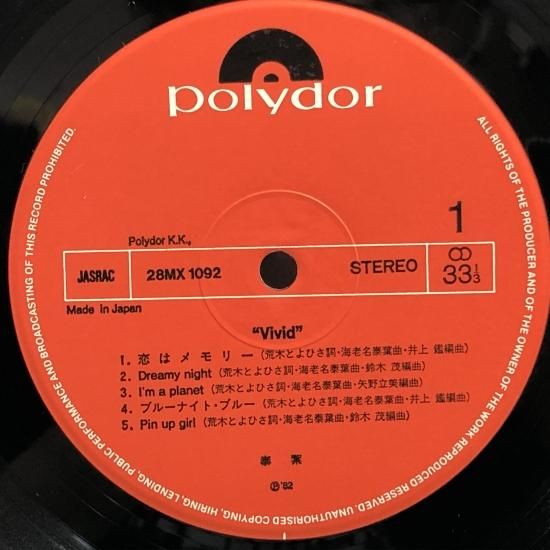 polydor
1
Polydor K.K.,
JASRAC
28MX 1092
STEREO
33 1/3
Made in Japan
"Vivid"
1. 恋はメモリー (荒木とよひさ詞・海老名泰葉曲・井上 鑑編曲)
2. Dreamy night (荒木とよひさ詞・海老名泰葉曲・鈴木 茂編曲)
3. I'm a planet (荒木とよひさ詞・海老名泰葉曲・矢野立美編曲)
4. ブルーナイト・ブルー (荒木とよひさ詞・海老名泰葉曲・井上 鑑編曲)
5. Pin up girl (荒木とよひさ詞・海老名泰葉曲・鈴木 茂編曲)
泰葉
Ⓟ'82
ALL RIGHTS OF THE PRODUCER AND OF THE OWNER OF THE WORK REPRODUCED RESERVED. UNAUTHORISED COPYING, HIRING, LENDING, PUBLIC PERFORMANCE AND BROADCASTING OF THIS RECORD PROHIBITED.